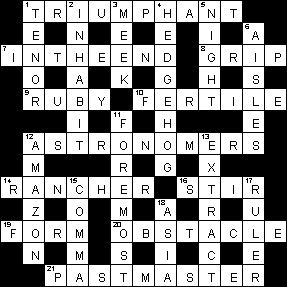 1 T R 2 I U 3 M P 4 H A 5 N T
E N E E I 6 A
7 I N T H E E N D 8 G R I P
O A K G H S
9 R U B Y 10 F E R T I L E
I 11 F H E
12 A S T R O N O M 13 E R S
M R G X
14 R A N 15 C H E R 16 S T I 17 R
Z O M 18 A R U
19 F O R M 20 O B S T A C L E
N M S I C E
21 P A S T M A S T E R